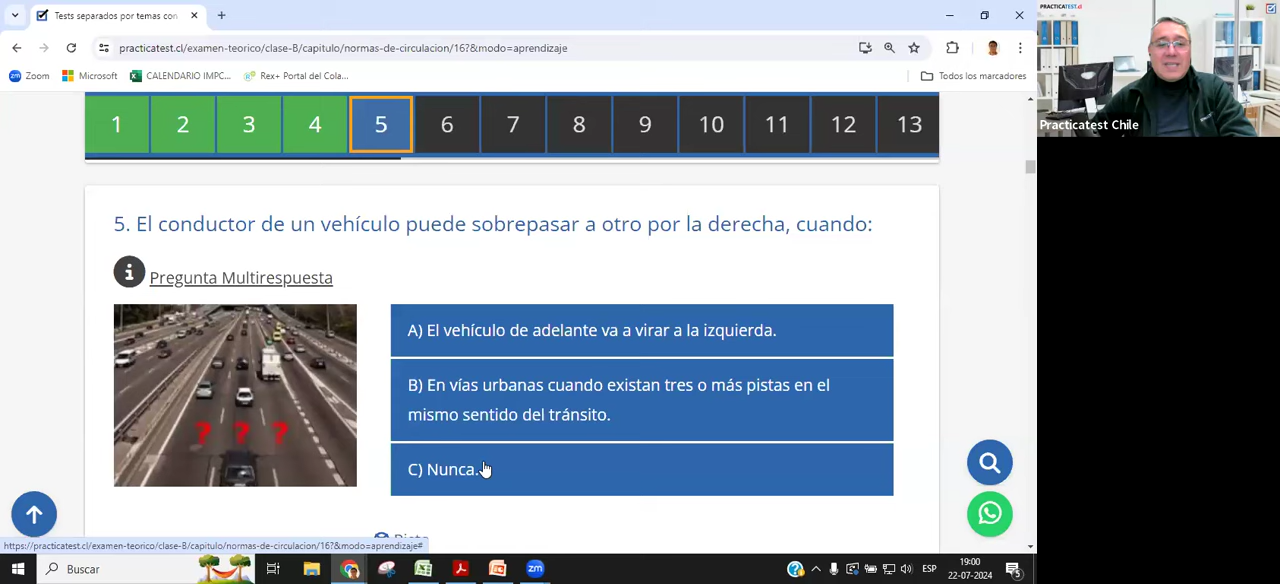 Tests separados por temas con
practicatest.cl/examen-teorico/clase-B/capitulo/normas-de-circulacion/16?&modo=aprendizaje
Zoom
Microsoft
CALENDARIO IMPC...
Rex+ Portal del Cola...
Todos los marcadores
PRACTICATEST.cl
Practicatest Chile
1 2 3 4 5 6 7 8 9 10 11 12 13
5. El conductor de un vehículo puede sobrepasar a otro por la derecha, cuando:
Pregunta Multirespuesta
? ? ?
A) El vehículo de adelante va a virar a la izquierda.
B) En vías urbanas cuando existan tres o más pistas en el
mismo sentido del tránsito.
C) Nunca.
https://practicatest.cl/examen-teorico/clase-B/capitulo/normas-de-circulacion/16?&modo=aprendizaje#
Buscar
ESP
19:00
22-07-2024